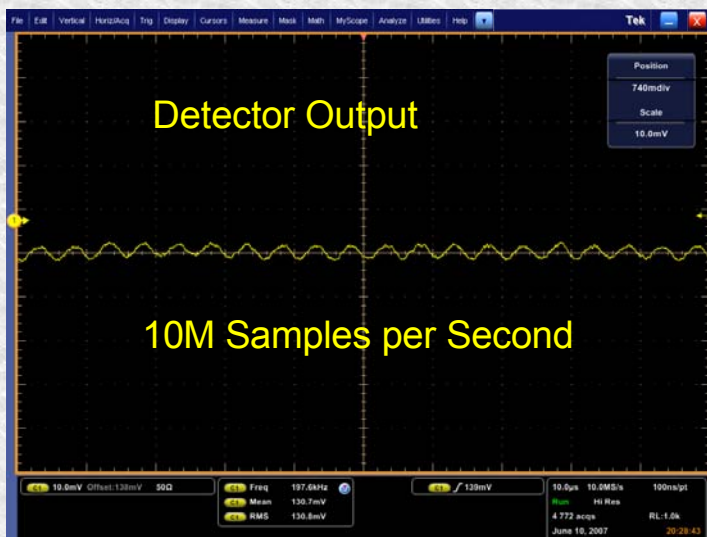 File Edit Vertical Horiz/Acq Trig Display Cursors Measure Mask Math MyScope Analyze Utilities Help Tek X
Position
740mdiv
Scale
10.0mV
Detector Output
1
10M Samples per Second
C1 10.0mV Offset:138mV 50Ω
C1 Freq 197.6kHz
C1 Mean 130.7mV
C1 RMS 130.8mV
C1 139mV
10.0µs 10.0MS/s 100ns/pt
Run Hi Res
4 772 acqs RL:1.0k
June 10, 2007 20:28:43